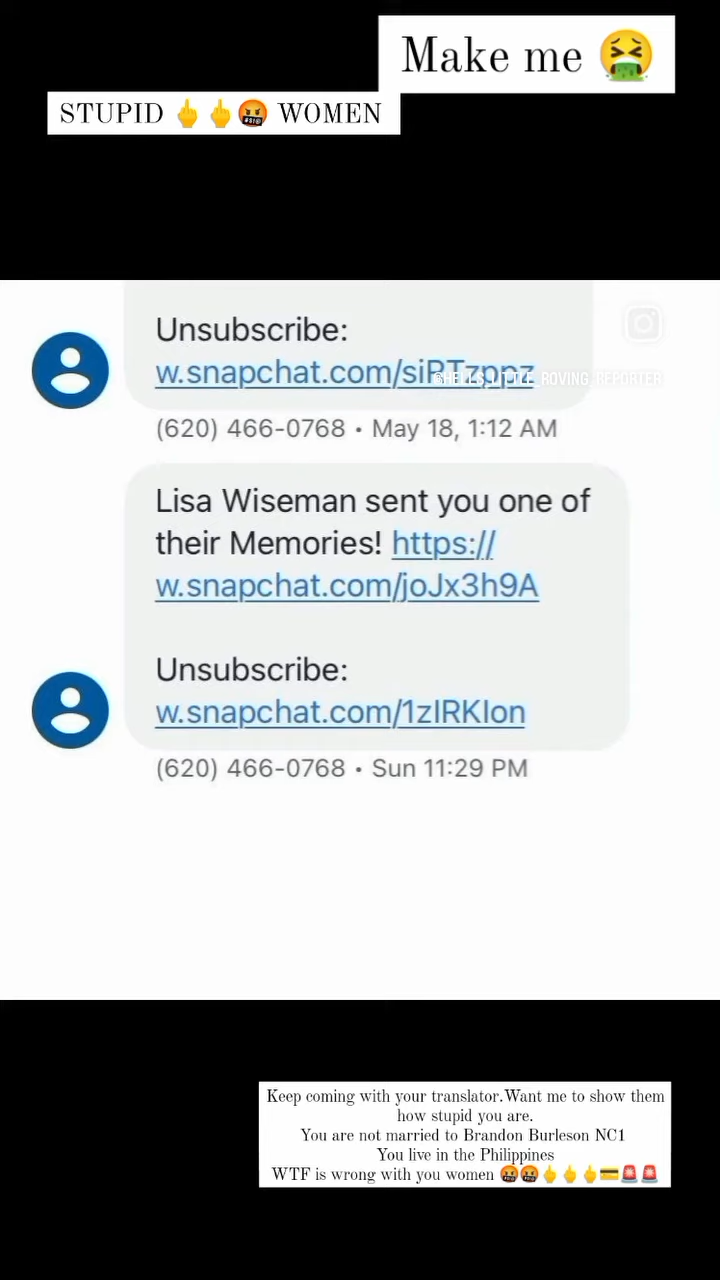 Make me 🤮
STUPID 🖕🖕🤬 WOMEN
Unsubscribe:
@HELLS_LITTLE_ROVING_REPORTER
(620) 466-0768 • May 18, 1:12 AM
Lisa Wiseman sent you one of
their Memories! https://
w.snapchat.com/joJx3h9A
Unsubscribe:
w.snapchat.com/1zIRKIon
(620) 466-0768 • Sun 11:29 PM
Keep coming with your translator.Want me to show them
how stupid you are.
You are not married to Brandon Burleson NC1
You live in the Philippines
WTF is wrong with you women 🤬🤬🖕🖕🖕💳🚨🚨